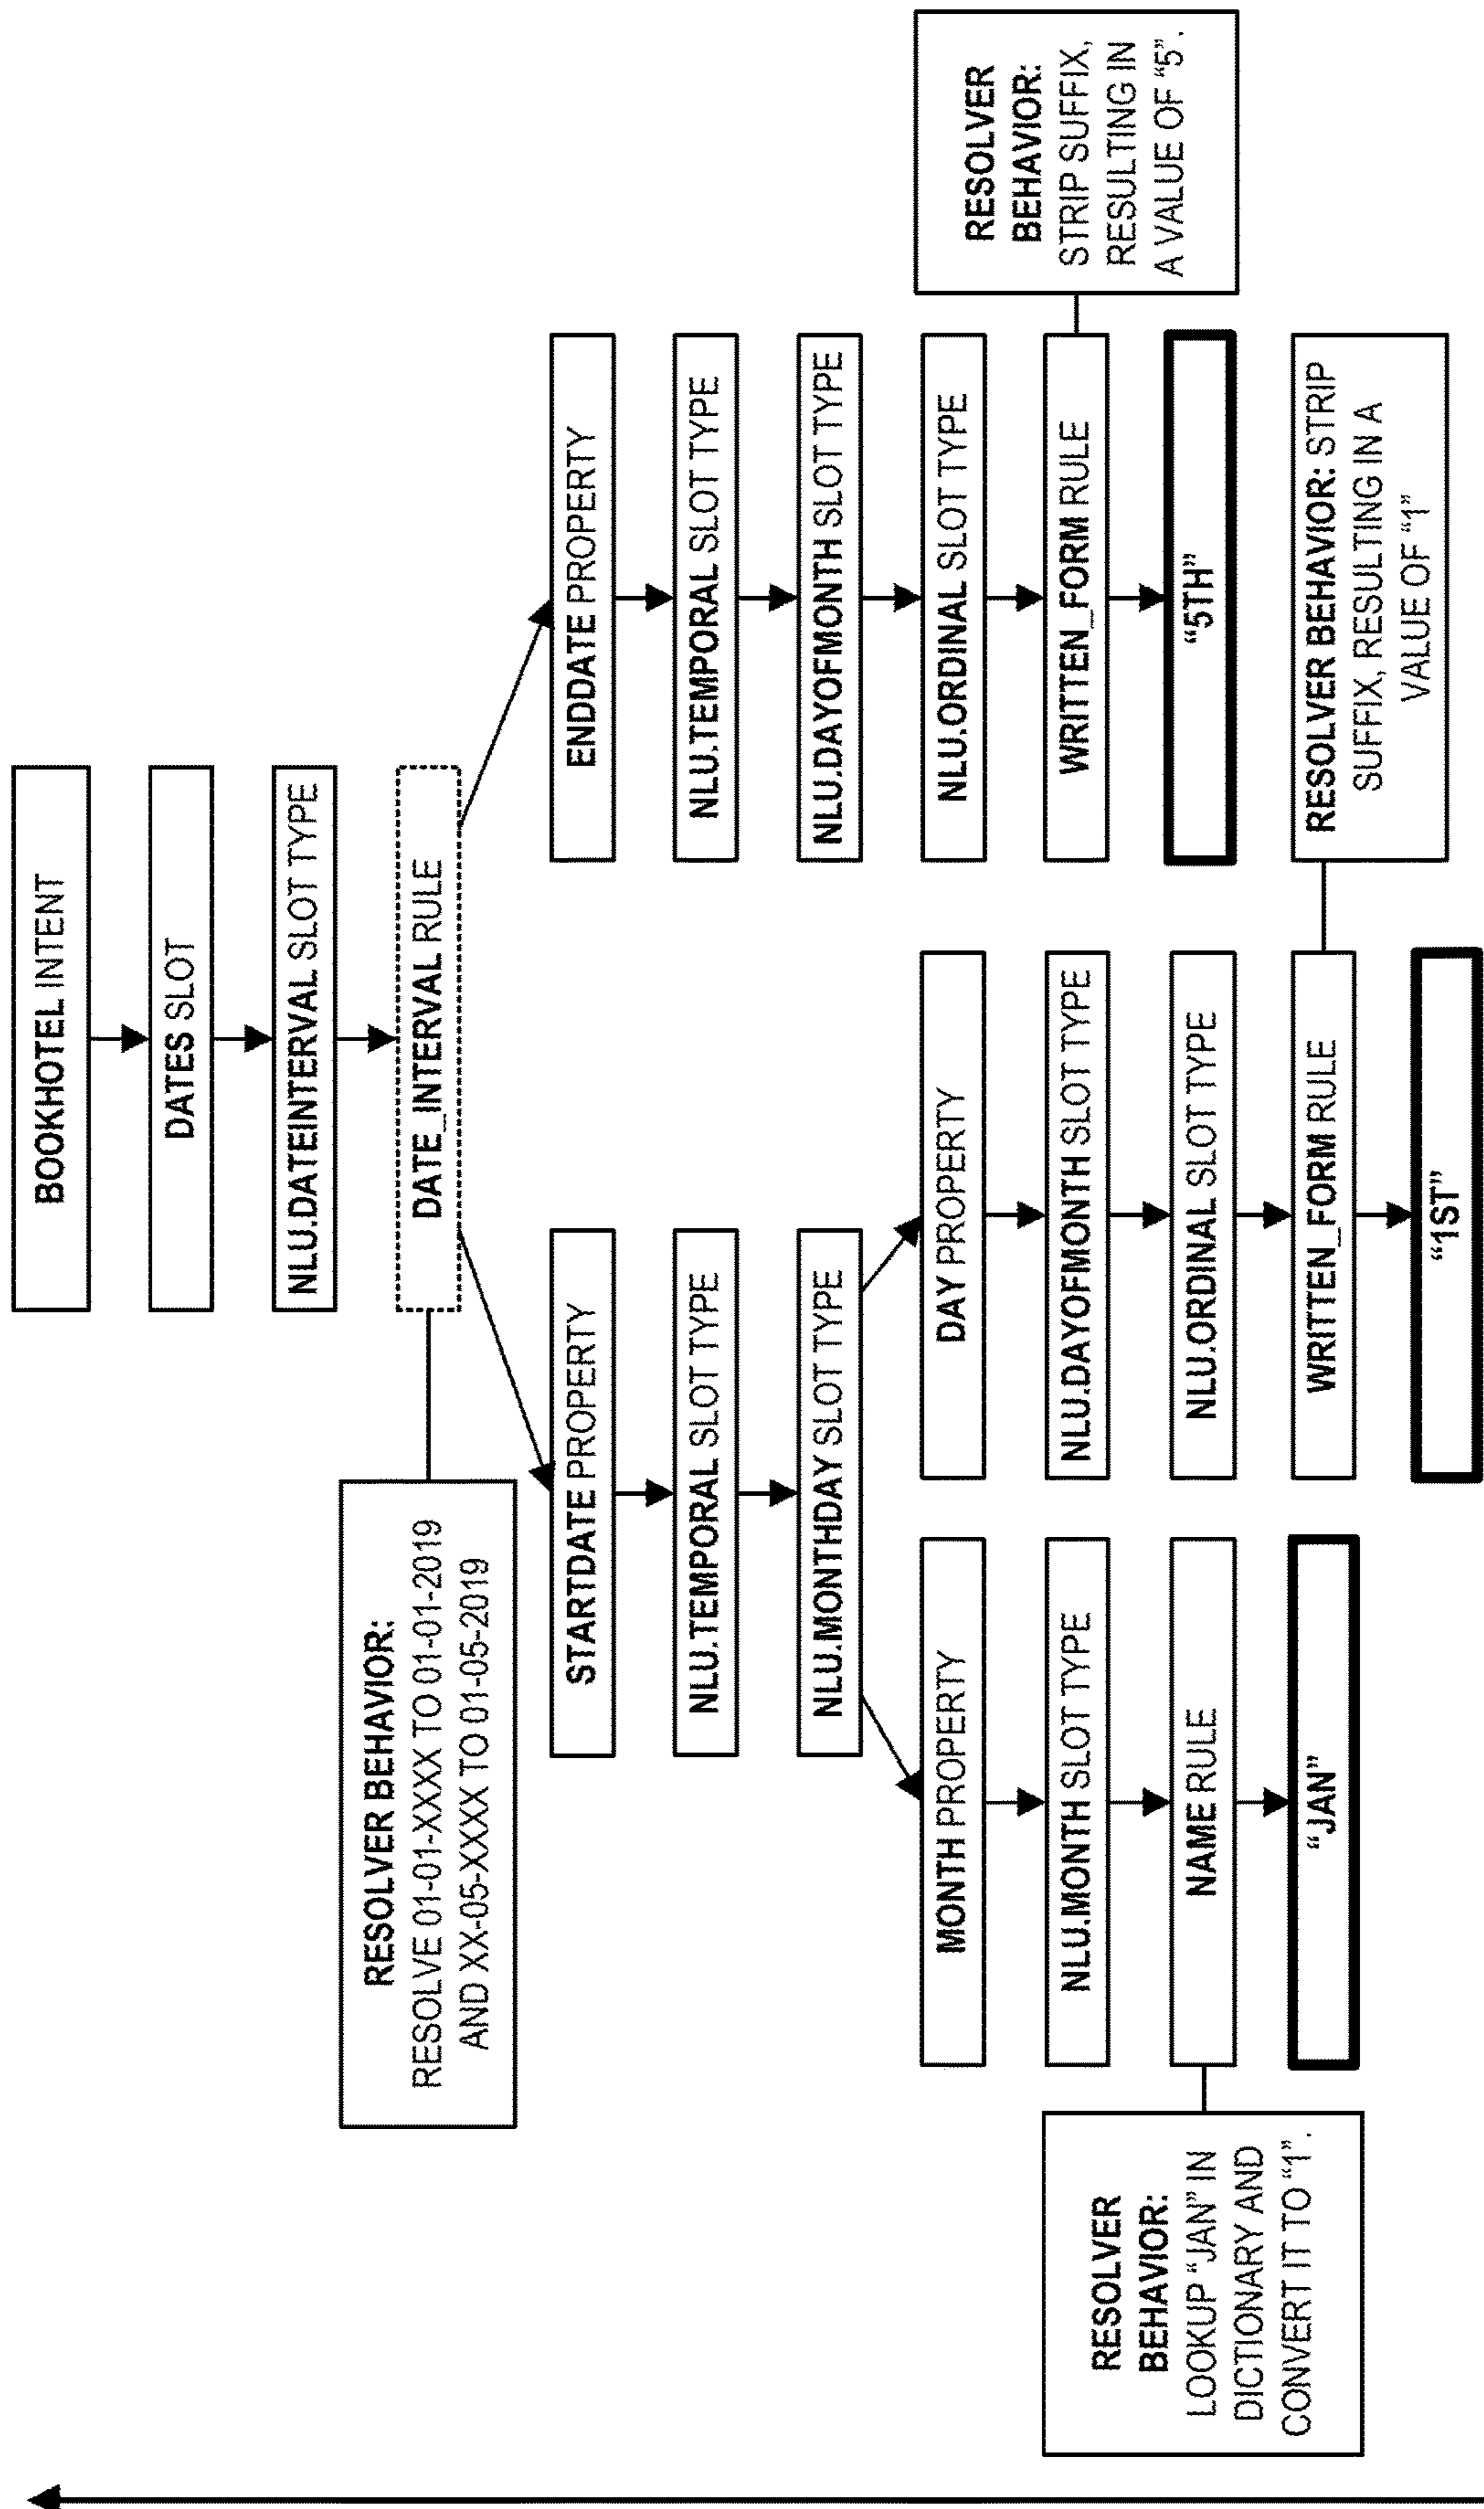 BOOKHOTEL INTENT
DATES SLOT
NLU.DATEINTERVAL SLOT TYPE
DATE_INTERVAL RULE
RESOLVER BEHAVIOR:
RESOLVE 01-01-XXXX TO 01-01-2019
AND XX-05-XXXX TO 01-05-2019
STARTDATE PROPERTY
NLU.TEMPORAL SLOT TYPE
NLU.MONTHDAY SLOT TYPE
MONTH PROPERTY
NLU.MONTH SLOT TYPE
NAME RULE
“JAN”
RESOLVER
BEHAVIOR:
LOOKUP “JAN” IN
DICTIONARY AND
CONVERT IT TO “1”.
DAY PROPERTY
NLU.DAYOFMONTH SLOT TYPE
NLU.ORDINAL SLOT TYPE
WRITTEN_FORM RULE
“1ST”
RESOLVER BEHAVIOR: STRIP
SUFFIX, RESULTING IN A
VALUE OF “1”
ENDDATE PROPERTY
NLU.TEMPORAL SLOT TYPE
NLU.DAYOFMONTH SLOT TYPE
NLU.ORDINAL SLOT TYPE
WRITTEN_FORM RULE
“5TH”
RESOLVER
BEHAVIOR:
STRIP SUFFIX,
RESULTING IN
A VALUE OF “5”.